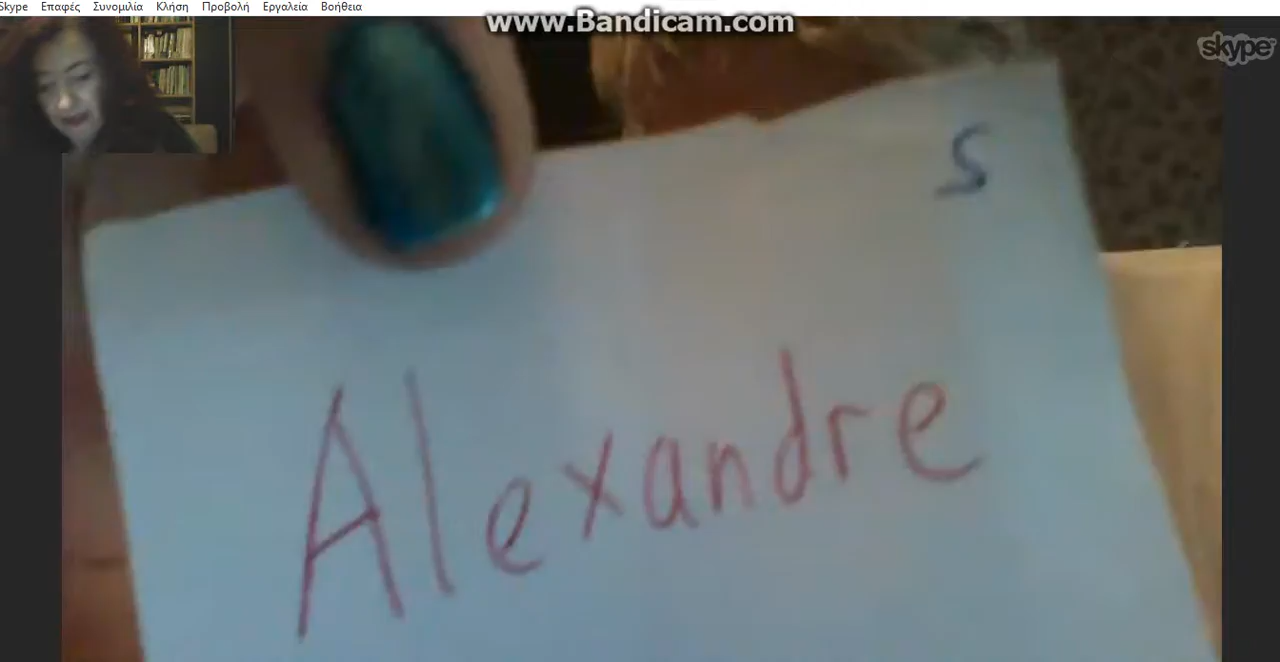 Skype Επαφές Συνομιλία Κλήση Προβολή Εργαλεία Βοήθεια
www.Bandicam.com
skype
S
Alexandre